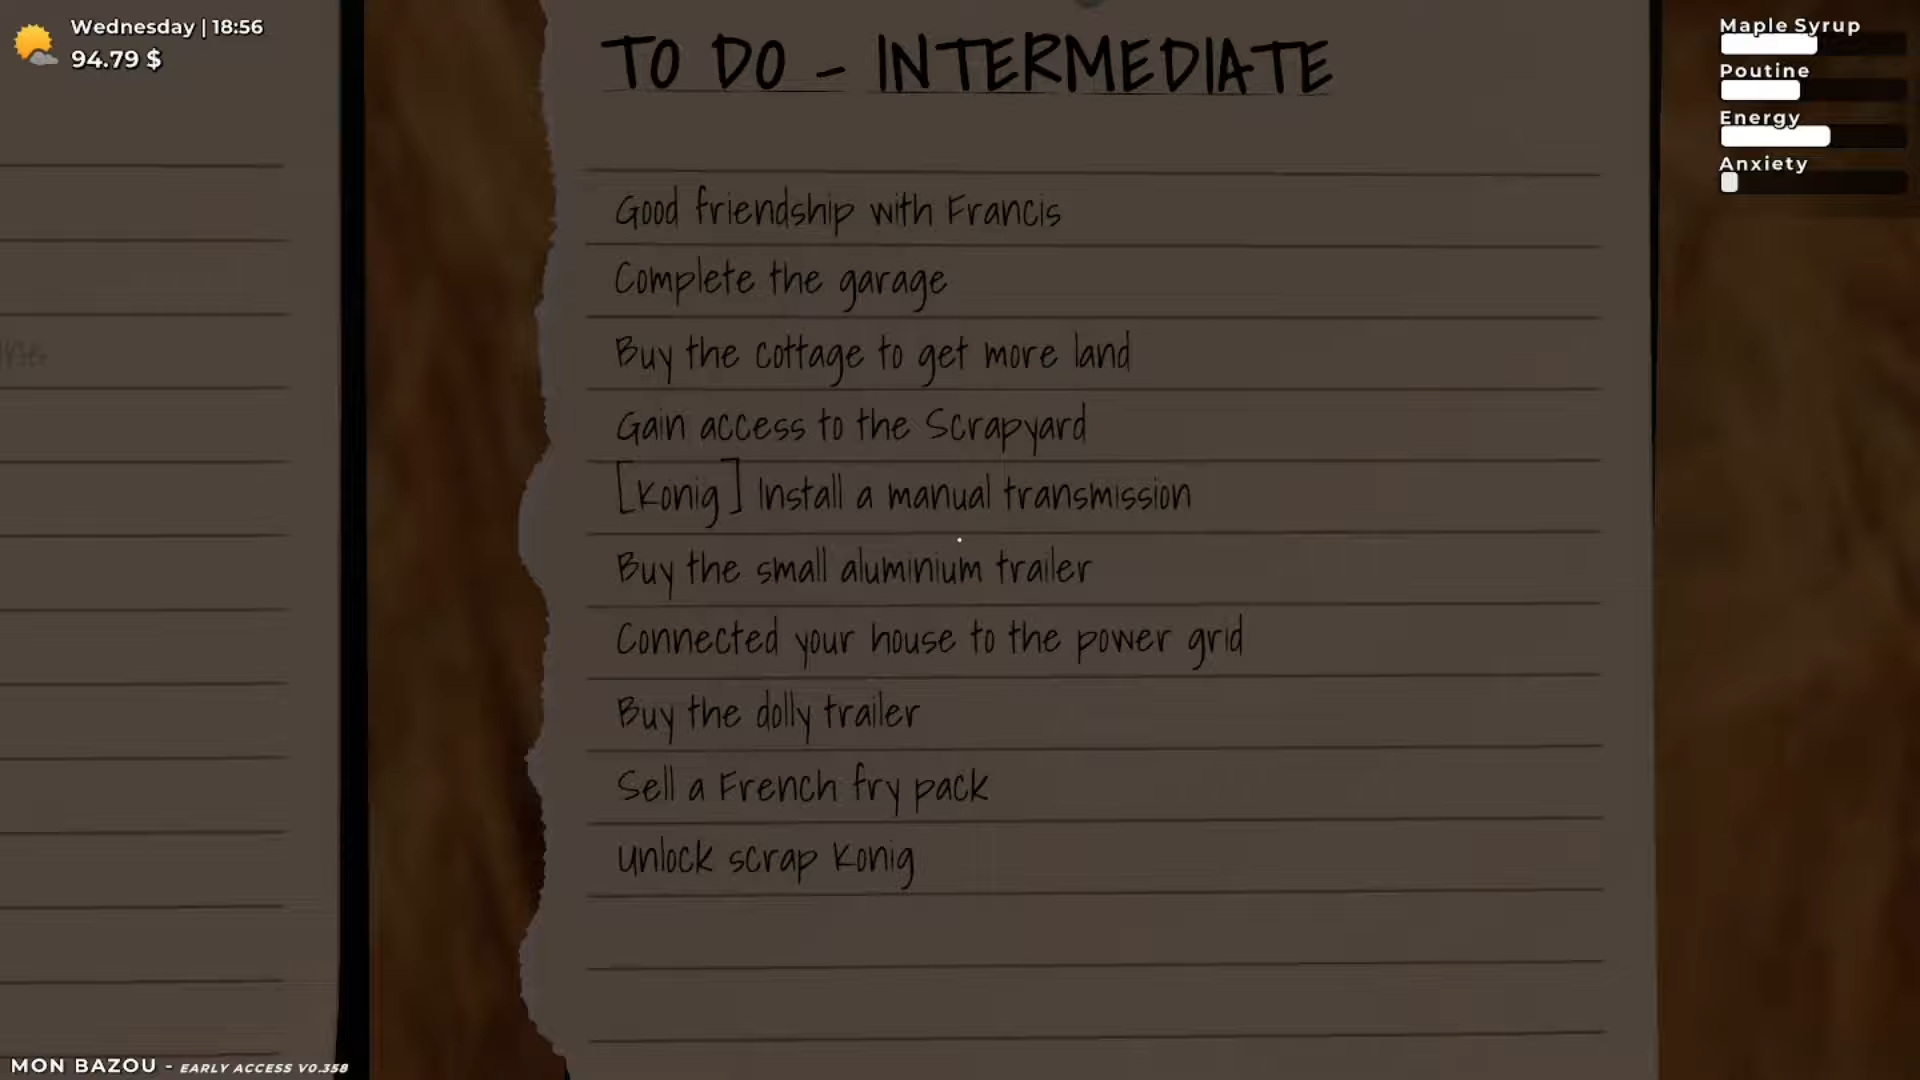 Wednesday | 18:56
94.79 $
Maple Syrup
Poutine
Energy
Anxiety
TO DO - INTERMEDIATE
Good friendship with Francis
Complete the garage
Buy the cottage to get more land
Gain access to the Scrapyard
[Konig] Install a manual transmission
Buy the small aluminium trailer
Connected your house to the power grid
Buy the dolly trailer
Sell a French fry pack
Unlock scrap Konig
MON BAZOU - EARLY ACCESS V0.358